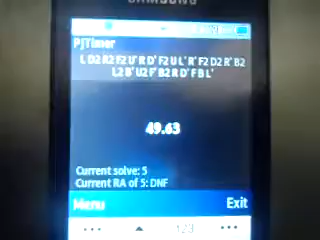 SAMSUNG
PJTimer
L D2 R2 F2 U' R D' F2 U L' R' F2 D2 R' B2
L2 B' U2 F' B2 R D' F B L'
49.63
Current solve: 5
Current RA of 5: DNF
Menu
Exit
123